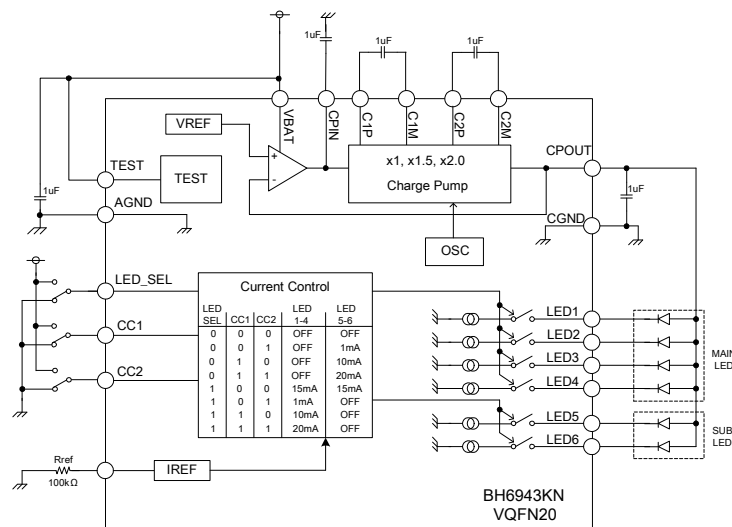 1uF
1uF
1uF
VBAT
CPIN
C1P
C1M
C2P
C2M
VREF
CPOUT
+
-
x1, x1.5, x2.0
Charge Pump
TEST
TEST
1uF
1uF
AGND
CGND
OSC
LED_SEL
CC1
CC2
Current Control
LED SEL CC1 CC2 LED 1-4 LED 5-6
0 0 0 OFF OFF
0 0 1 OFF 1mA
0 1 0 OFF 10mA
0 1 1 OFF 20mA
1 0 0 15mA 15mA
1 0 1 1mA OFF
1 1 0 10mA OFF
1 1 1 20mA OFF
LED1
LED2
LED3
LED4
MAIN
LED
LED5
LED6
SUB
LED
Rref
100kΩ
IREF
BH6943KN
VQFN20